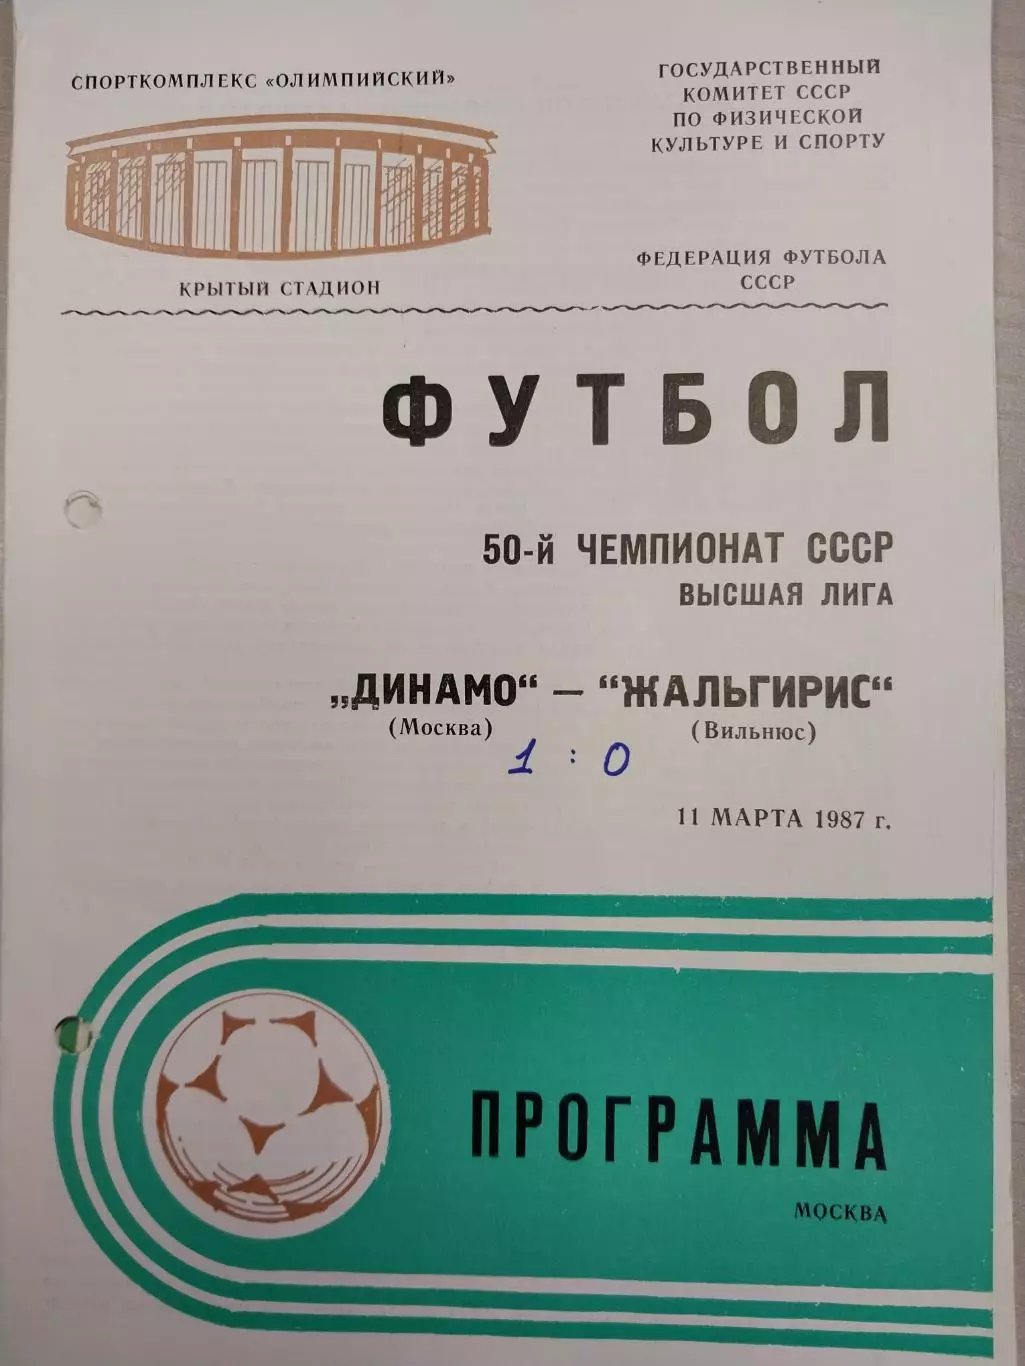 СПОРТКОМПЛЕКС «ОЛИМПИЙСКИЙ»
КРЫТЫЙ СТАДИОН
ГОСУДАРСТВЕННЫЙ
КОМИТЕТ СССР
ПО ФИЗИЧЕСКОЙ
КУЛЬТУРЕ И СПОРТУ
ФЕДЕРАЦИЯ ФУТБОЛА
СССР
ФУТБОЛ
50-й ЧЕМПИОНАТ СССР
ВЫСШАЯ ЛИГА
„ДИНАМО“ — “ЖАЛЬГИРИС“
(Москва) (Вильнюс)
1 : 0
11 МАРТА 1987 г.
ПРОГРАММА
МОСКВА